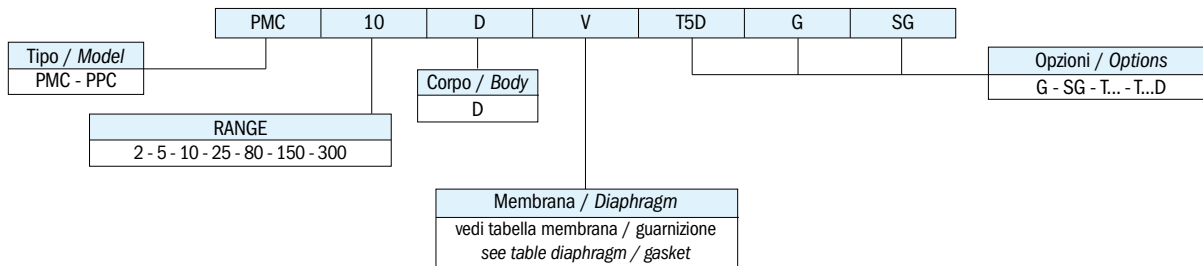 PMC 10 D V T5D G SG
Tipo / Model
PMC - PPC
Corpo / Body
D
Opzioni / Options
G - SG - T... - T...D
RANGE
2 - 5 - 10 - 25 - 80 - 150 - 300
Membrana / Diaphragm
vedi tabella membrana / guarnizione
see table diaphragm / gasket